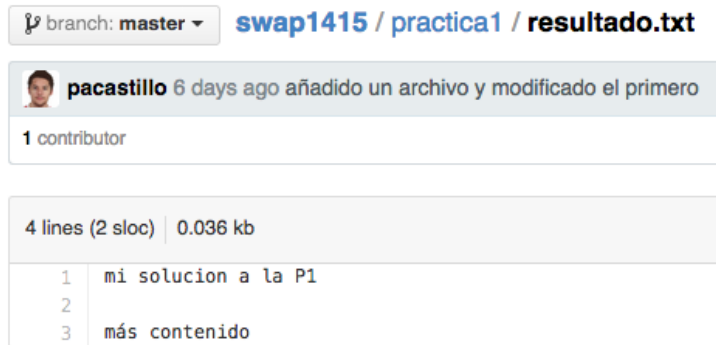 branch: master swap1415 / practica1 / resultado.txt
pacastillo 6 days ago añadido un archivo y modificado el primero
1 contributor
4 lines (2 sloc) 0.036 kb
1 mi solucion a la P1
2
3 más contenido